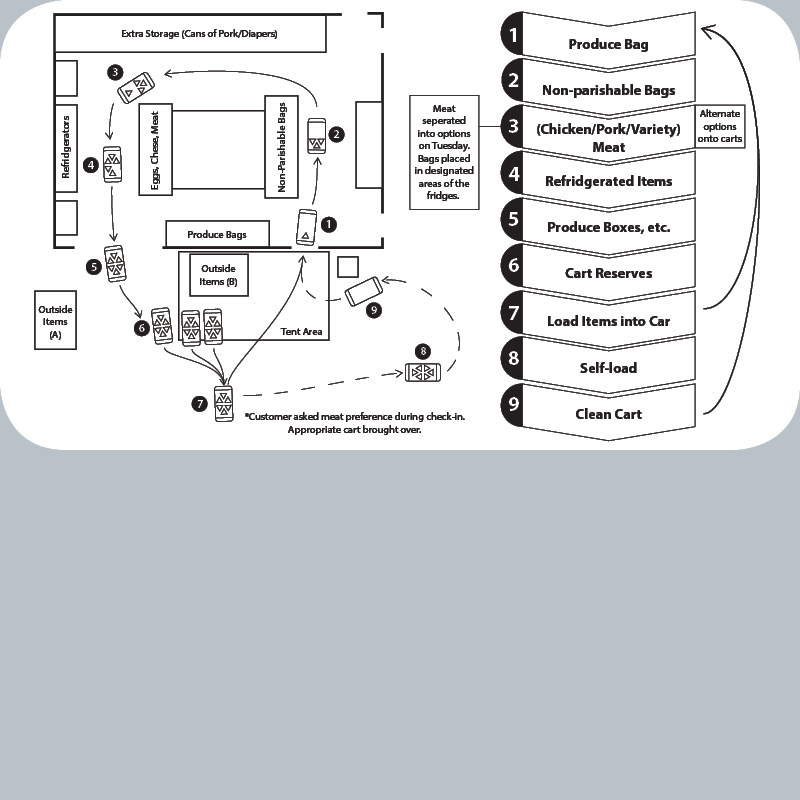 Extra Storage (Cans of Pork/Diapers)
3
Refridgerators
Eggs, Chese, Meat
Non-Parishable Bags
2
4
1
Produce Bags
5
Outside
Items (B)
9
Outside
Items
(A)
6
Tent Area
8
7
*Customer asked meat preference during check-in.
Appropriate cart brought over.
Meat
seperated
into options
on Tuesday.
Bags placed
in designated
areas of the
fridges.
1
Produce Bag
2
Non-parishable Bags
3
(Chicken/Pork/Variety)
Meat
Alternate
options
onto carts
4
Refridgerated Items
5
Produce Boxes, etc.
6
Cart Reserves
7
Load Items into Car
8
Self-load
9
Clean Cart